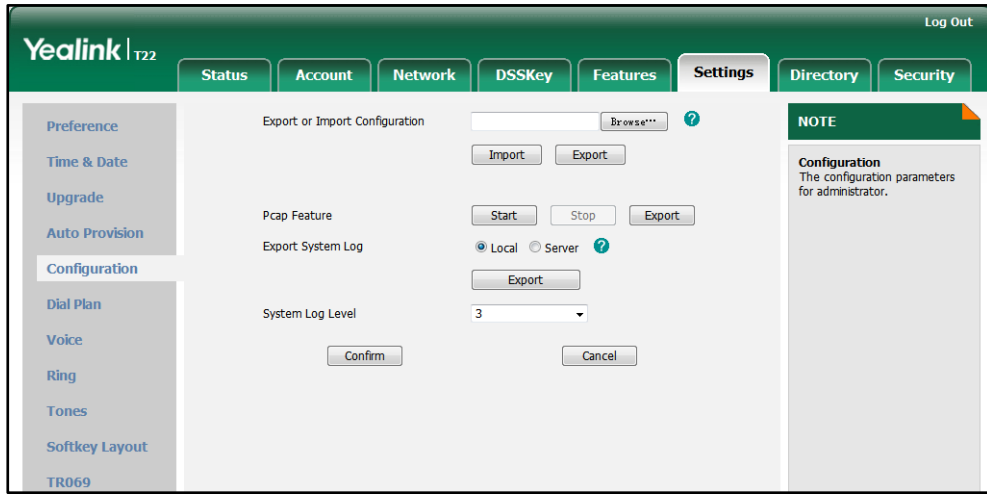 Log Out
Yealink | T22
Status Account Network DSSKey Features Settings Directory Security
Preference
Time & Date
Upgrade
Auto Provision
Configuration
Dial Plan
Voice
Ring
Tones
Softkey Layout
TR069
Export or Import Configuration Browse... ?
Import Export
Pcap Feature Start Stop Export
Export System Log Local Server ?
Export
System Log Level 3
Confirm Cancel
NOTE
Configuration
The configuration parameters
for administrator.